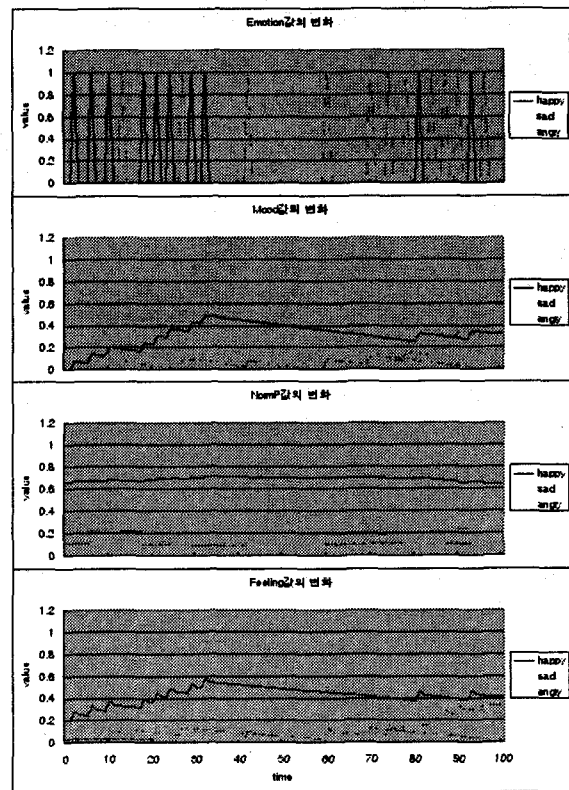 Emotion값의 변화
1.2
1
0.8
0.6
0.4
0.2
0
value
happy
sad
angy
Mood값의 변화
1.2
1
0.8
0.6
0.4
0.2
0
value
happy
sad
angy
NormP값의 변화
1.2
1
0.8
0.6
0.4
0.2
0
value
happy
sad
angy
Feeling값의 변화
1.2
1
0.8
0.6
0.4
0.2
0
value
happy
sad
angy
0 10 20 30 40 50 60 70 80 90 100
time